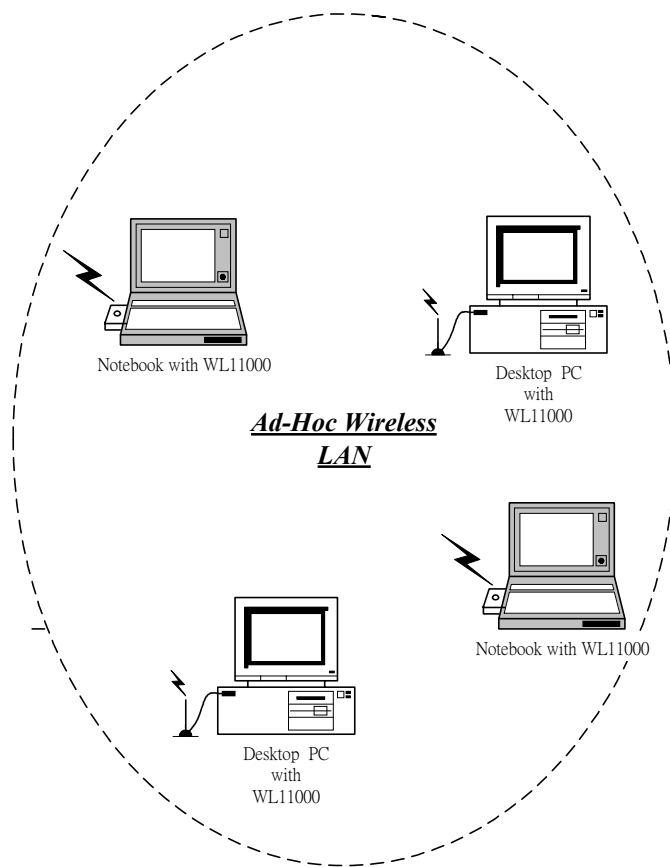 Notebook with WL11000
Desktop PC
with
WL11000
Ad-Hoc Wireless
LAN
Notebook with WL11000
Desktop PC
with
WL11000